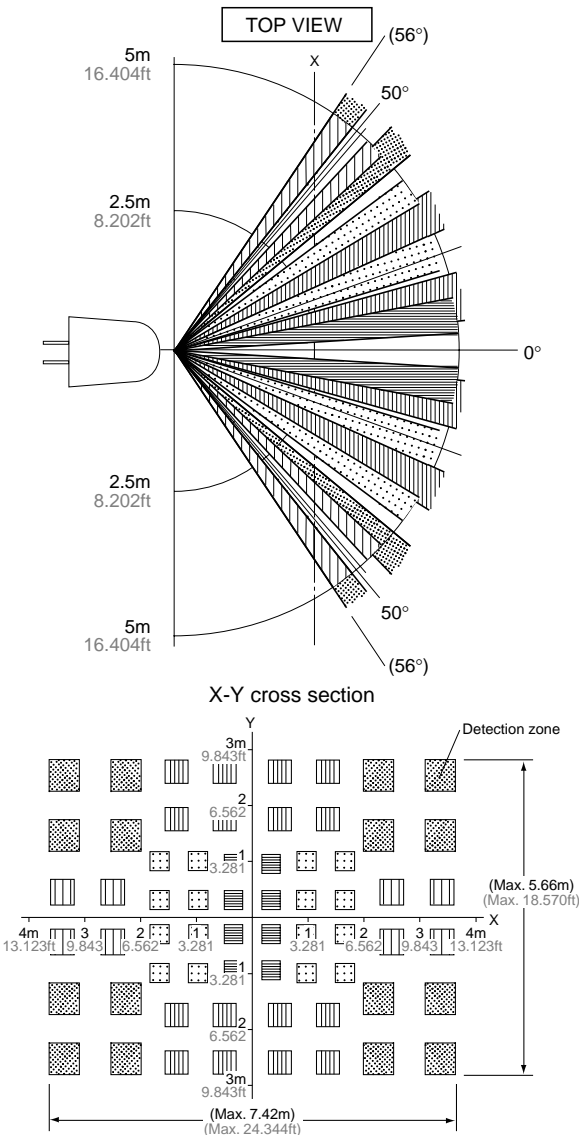 TOP VIEW
(56°)
5m
16.404ft
X
50°
2.5m
8.202ft
0°
2.5m
8.202ft
50°
5m
16.404ft
(56°)
X-Y cross section
Y
3m
9.843ft
Detection zone
2
6.562
1
3.281
(Max. 5.66m)
(Max. 18.570ft)
X
4m 3 2 1 1 2 3 4m
13.123ft 9.843 6.562 3.281 3.281 6.562 9.843 13.123ft
1
3.281
2
6.562
3m
9.843ft
(Max. 7.42m)
(Max. 24.344ft)